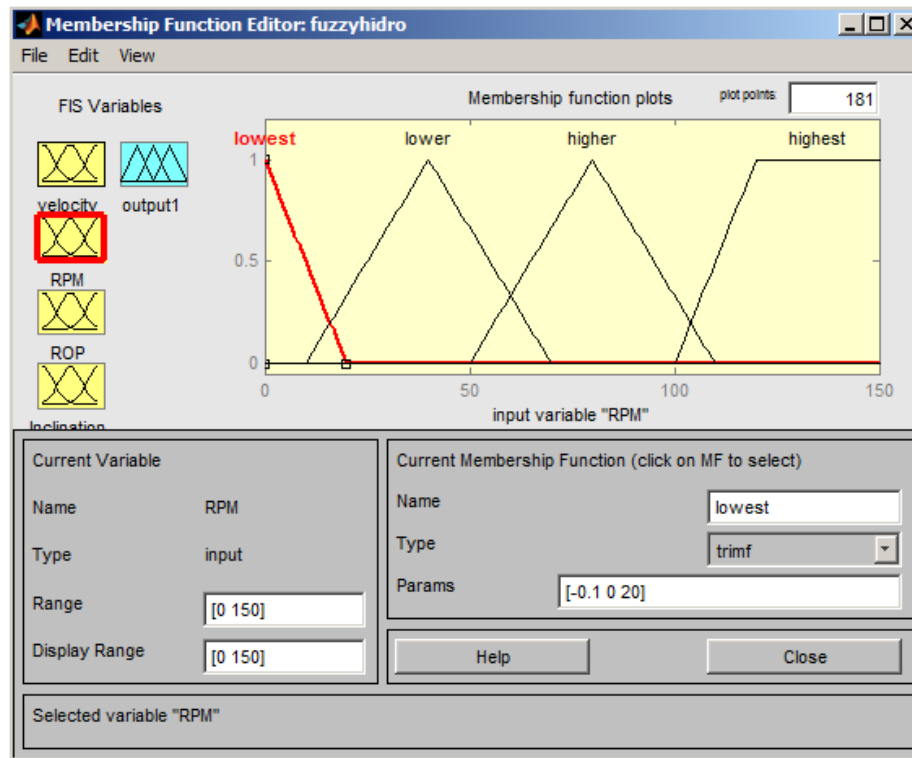 Membership Function Editor: fuzzyhidro
File Edit View
FIS Variables
Membership function plots
plot points:
181
velocity
output1
RPM
ROP
Inclination
lowest
lower
higher
highest
1
0.5
0
0
50
100
150
input variable "RPM"
Current Variable
Name
RPM
Type
input
Range
[0 150]
Display Range
[0 150]
Current Membership Function (click on MF to select)
Name
lowest
Type
trimf
Params
[-0.1 0 20]
Help
Close
Selected variable "RPM"